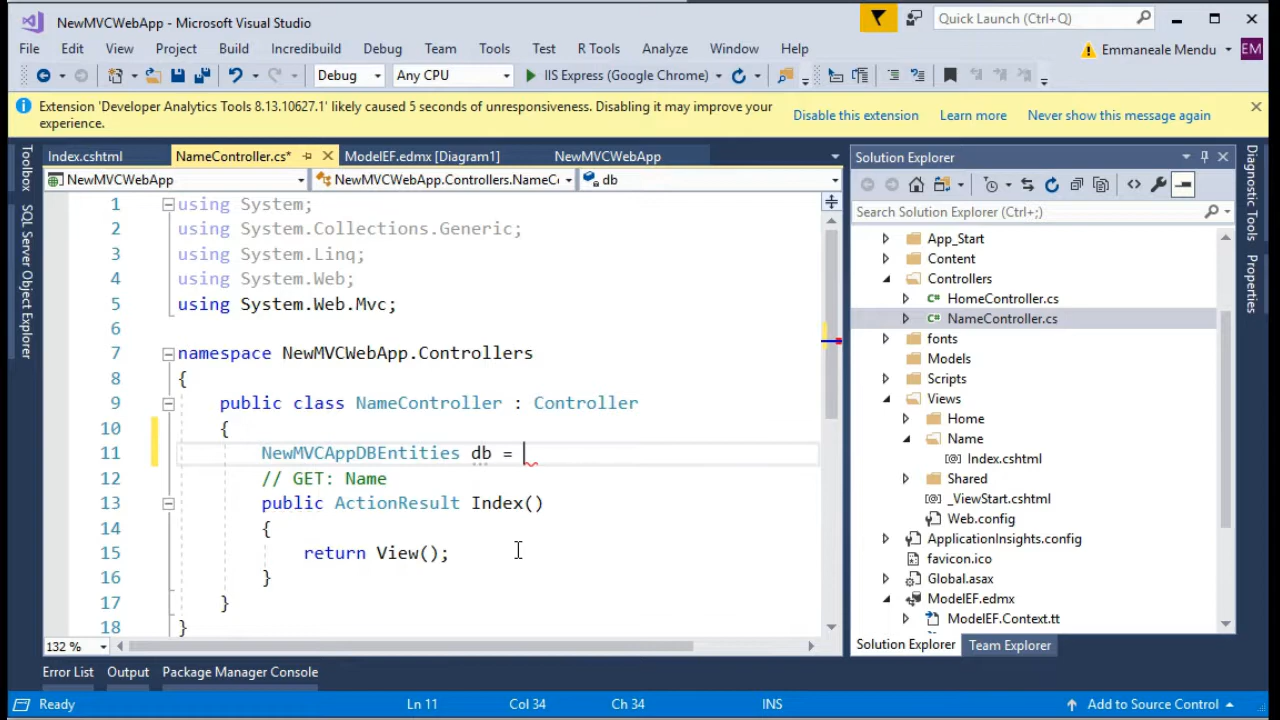 NewMVCWebApp - Microsoft Visual Studio
Quick Launch (Ctrl+Q)
File Edit View Project Build Incredibuild Debug Team Tools Test R Tools Analyze Window Help
Emmaneale Mendu
EM
Debug Any CPU IIS Express (Google Chrome)
Extension 'Developer Analytics Tools 8.13.10627.1' likely caused 5 seconds of unresponsiveness. Disabling it may improve your
experience.
Disable this extension Learn more Never show this message again
Toolbox
SQL Server Object Explorer
Index.cshtml NameController.cs* ModelEF.edmx [Diagram1] NewMVCWebApp
NewMVCWebApp NewMVCWebApp.Controllers.NameCo db
1 using System;
2 using System.Collections.Generic;
3 using System.Linq;
4 using System.Web;
5 using System.Web.Mvc;
6
7 namespace NewMVCWebApp.Controllers
8 {
9 public class NameController : Controller
10 {
11 NewMVCAppDBEntities db =
12 // GET: Name
13 public ActionResult Index()
14 {
15 return View();
16 }
17 }
18 }
132 %
Solution Explorer
Search Solution Explorer (Ctrl+;)
App_Start
Content
Controllers
C# HomeController.cs
C# NameController.cs
fonts
Models
Scripts
Views
Home
Name
[@] Index.cshtml
Shared
[@] _ViewStart.cshtml
Web.config
ApplicationInsights.config
favicon.ico
Global.asax
ModelEF.edmx
ModelEF.Context.tt
Solution Explorer Team Explorer
Diagnostic Tools
Properties
Error List Output Package Manager Console
Ready Ln 11 Col 34 Ch 34 INS Add to Source Control